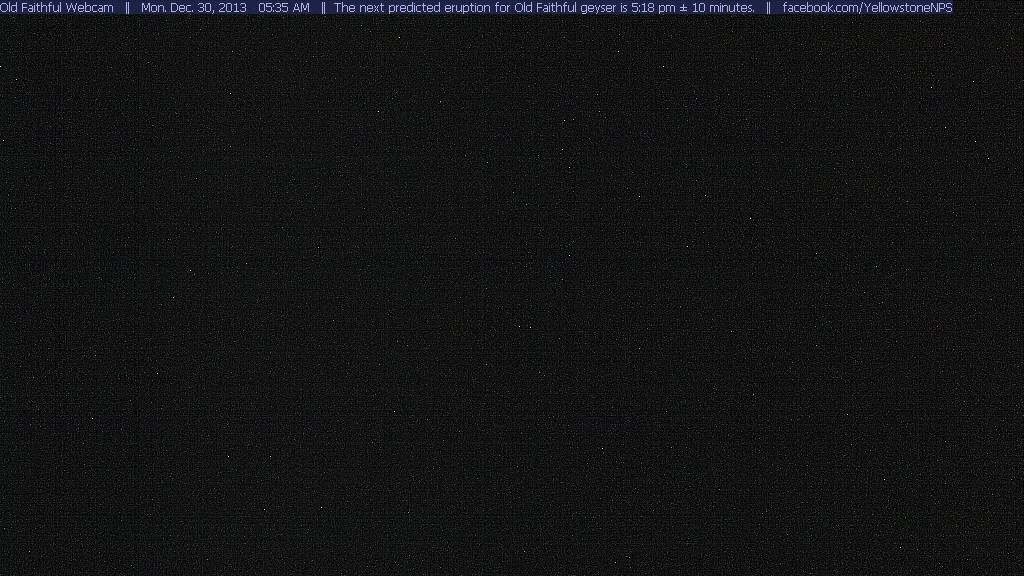 Old Faithful Webcam || Mon. Dec. 30, 2013 05:35 AM || The next predicted eruption for Old Faithful geyser is 5:18 pm ± 10 minutes. || facebook.com/YellowstoneNPS